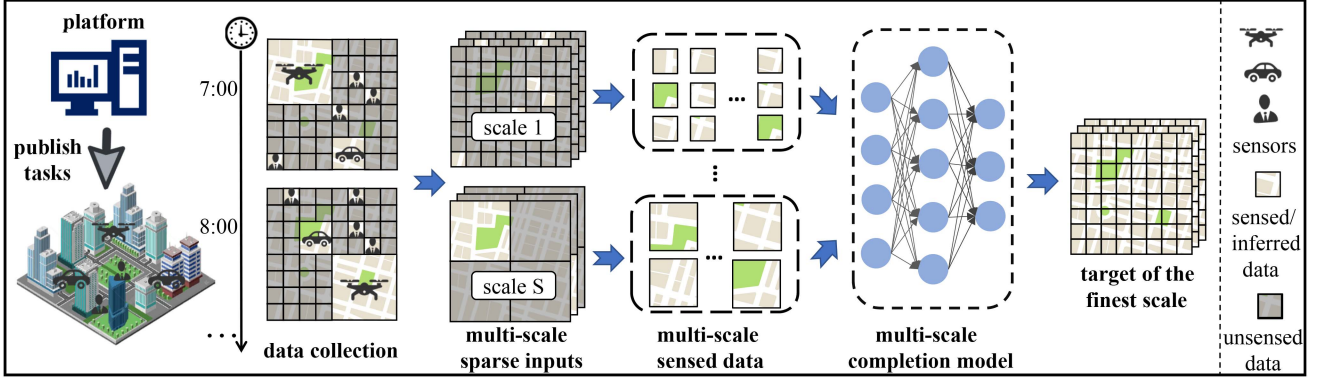 platform
publish
tasks
7:00
8:00
...
data collection
scale 1
scale S
multi-scale
sparse inputs
...
...
...
multi-scale
sensed data
multi-scale
completion model
target of the
finest scale
sensors
sensed/
inferred
data
unsensed
data